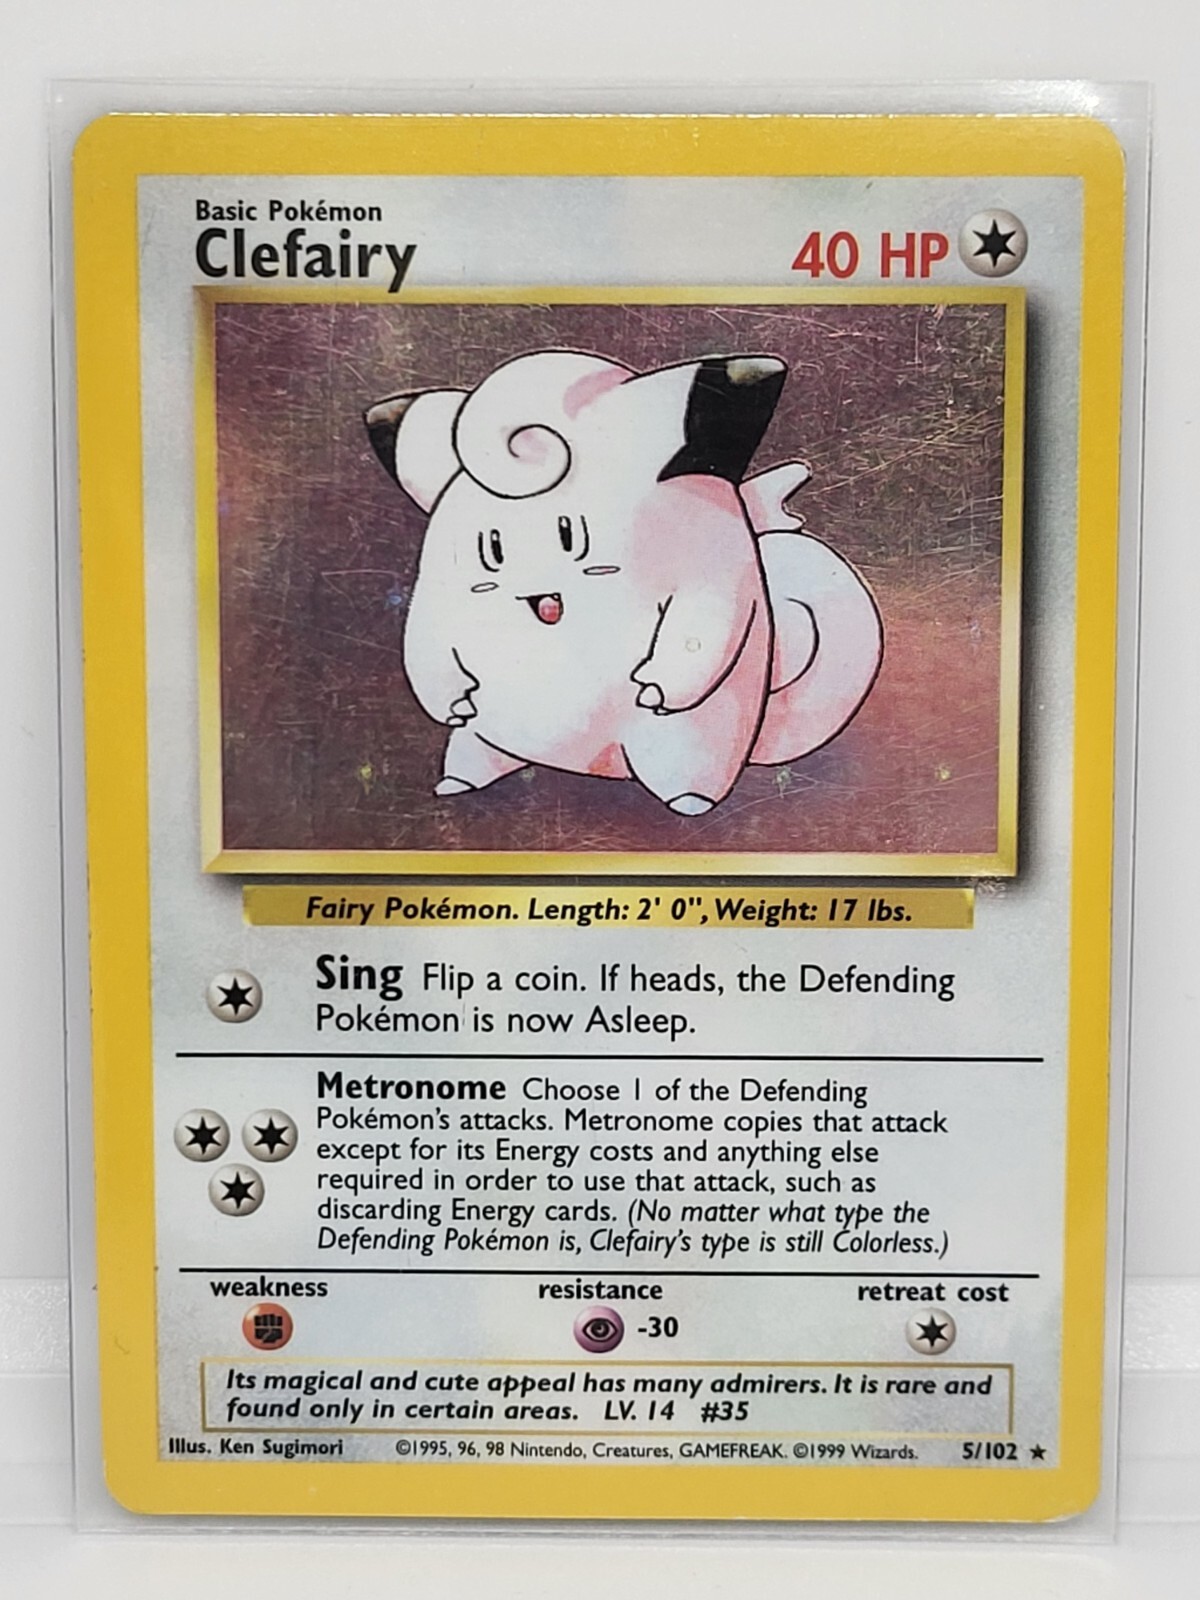 Basic Pokémon
Clefairy
40 HP
Fairy Pokémon. Length: 2' 0", Weight: 17 lbs.
Sing Flip a coin. If heads, the Defending
Pokémon is now Asleep.
Metronome Choose 1 of the Defending
Pokémon's attacks. Metronome copies that attack
except for its Energy costs and anything else
required in order to use that attack, such as
discarding Energy cards. (No matter what type the
Defending Pokémon is, Clefairy's type is still Colorless.)
weakness resistance retreat cost
-30
Its magical and cute appeal has many admirers. It is rare and
found only in certain areas. LV. 14 #35
Illus. Ken Sugimori ©1995, 96, 98 Nintendo, Creatures, GAMEFREAK. ©1999 Wizards. 5/102 ★